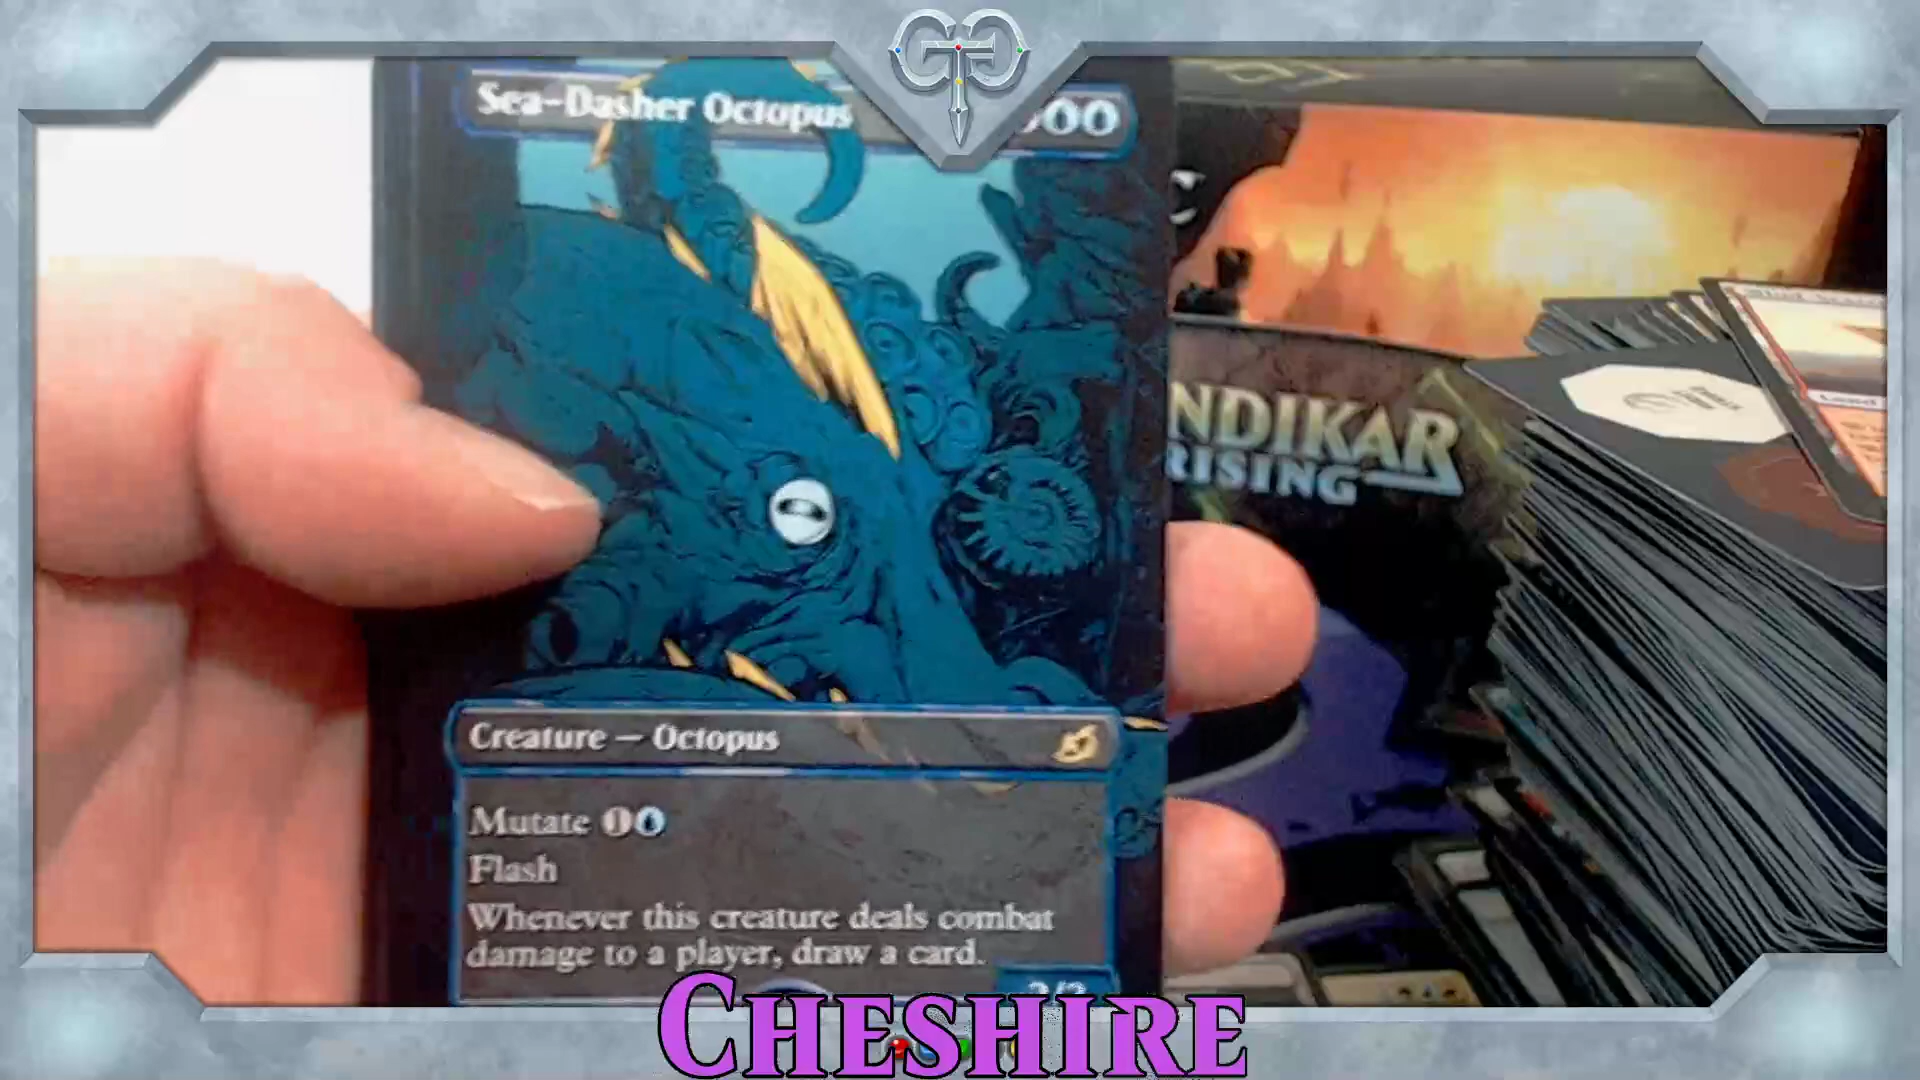 Sea-Dasher Octopus
NDIKAR
RISING
Creature — Octopus
Mutate 1
Flash
Whenever this creature deals combat
damage to a player, draw a card.
CHESHIRE